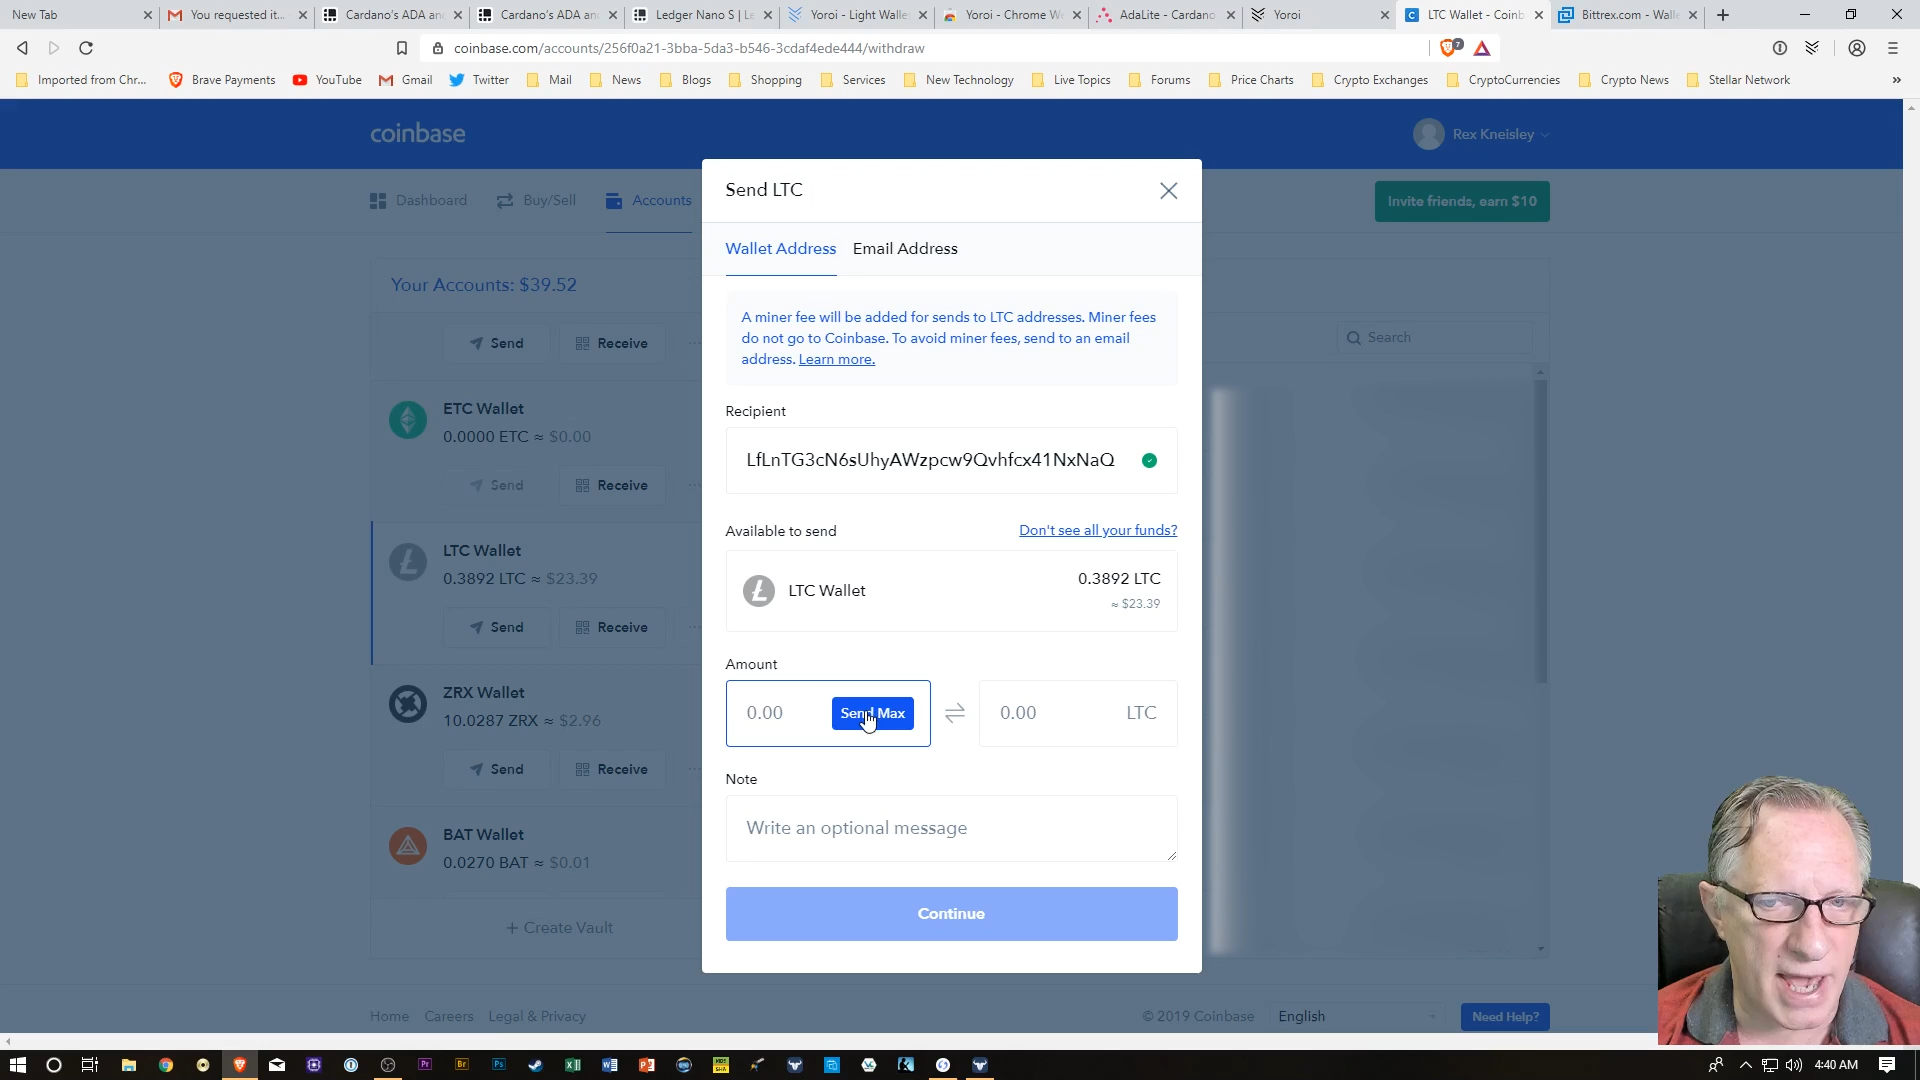 New Tab
You requested it...
Cardano's ADA an
Cardano's ADA an
Ledger Nano S | Le
Yoroi - Light Walle
Yoroi - Chrome W
AdaLite - Cardano
Yoroi
LTC Wallet - Coinb
Bittrex.com - Walle
coinbase.com/accounts/256f0a21-3bba-5da3-b546-3cdaf4ede444/withdraw
7
Imported from Chr...
Brave Payments
YouTube
Gmail
Twitter
Mail
News
Blogs
Shopping
Services
New Technology
Live Topics
Forums
Price Charts
Crypto Exchanges
CryptoCurrencies
Crypto News
Stellar Network
»
coinbase
Rex Kneisley
Dashboard
Buy/Sell
Accounts
Invite friends, earn $10
Your Accounts: $39.52
Send
Receive
Search
ETC Wallet
0.0000 ETC ≈ $0.00
Send
Receive
LTC Wallet
0.3892 LTC ≈ $23.39
Send
Receive
ZRX Wallet
10.0287 ZRX ≈ $2.96
Send
Receive
BAT Wallet
0.0270 BAT ≈ $0.01
+ Create Vault
Send LTC
Wallet Address
Email Address
A miner fee will be added for sends to LTC addresses. Miner fees
do not go to Coinbase. To avoid miner fees, send to an email
address. Learn more.
Recipient
LfLnTG3cN6sUhyAWzpcw9Qvhfcx41NxNaQ
Available to send
Don't see all your funds?
LTC Wallet
0.3892 LTC
≈ $23.39
Amount
0.00
Send Max
0.00
LTC
Note
Write an optional message
Continue
Home
Careers
Legal & Privacy
© 2019 Coinbase
English
Need Help?
Pr
Br
Ps
4:40 AM